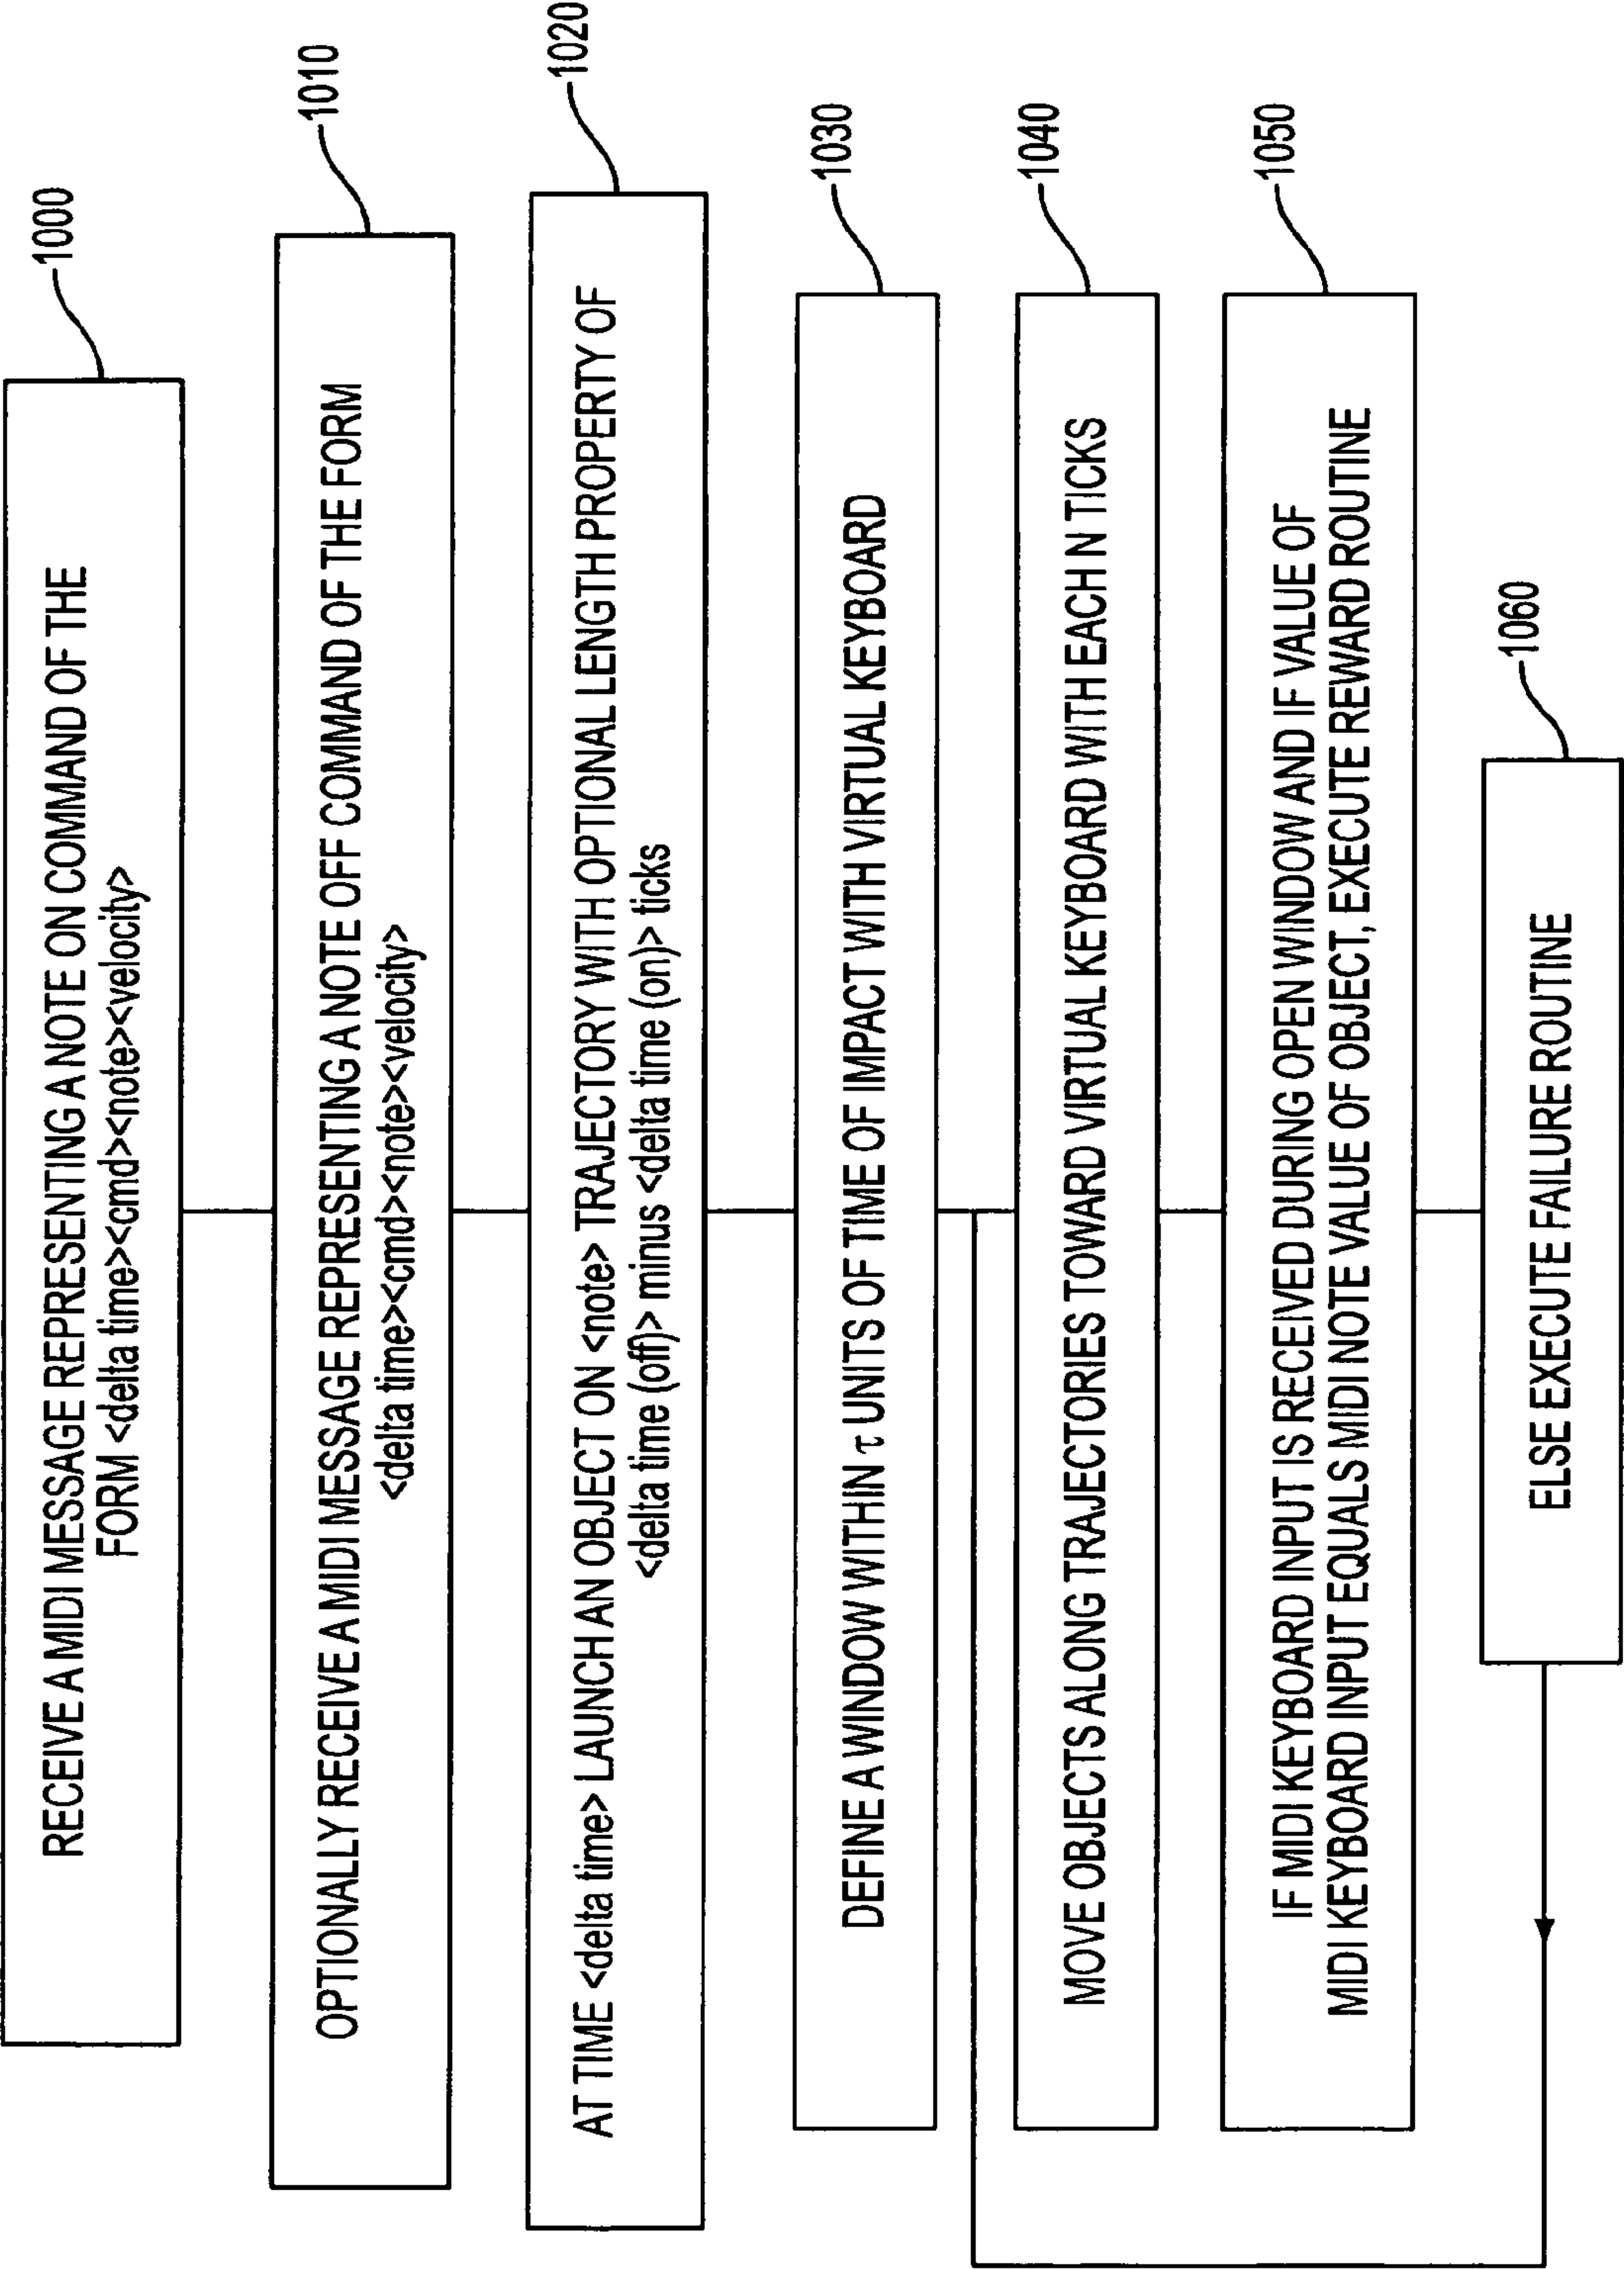 1000
RECEIVE A MIDI MESSAGE REPRESENTING A NOTE ON COMMAND OF THE
FORM <delta time><cmd><note><velocity>
1010
OPTIONALLY RECEIVE A MIDI MESSAGE REPRESENTING A NOTE OFF COMMAND OF THE FORM
<delta time><cmd><note><velocity>
1020
AT TIME <delta time> LAUNCH AN OBJECT ON <note> TRAJECTORY WITH OPTIONAL LENGTH PROPERTY OF
<delta time (off)> minus <delta time (on)> ticks
1030
DEFINE A WINDOW WITHIN τ UNITS OF TIME OF IMPACT WITH VIRTUAL KEYBOARD
1040
MOVE OBJECTS ALONG TRAJECTORIES TOWARD VIRTUAL KEYBOARD WITH EACH N TICKS
1050
IF MIDI KEYBOARD INPUT IS RECEIVED DURING OPEN WINDOW AND IF VALUE OF
MIDI KEYBOARD INPUT EQUALS MIDI NOTE VALUE OF OBJECT, EXECUTE REWARD ROUTINE
1060
ELSE EXECUTE FAILURE ROUTINE